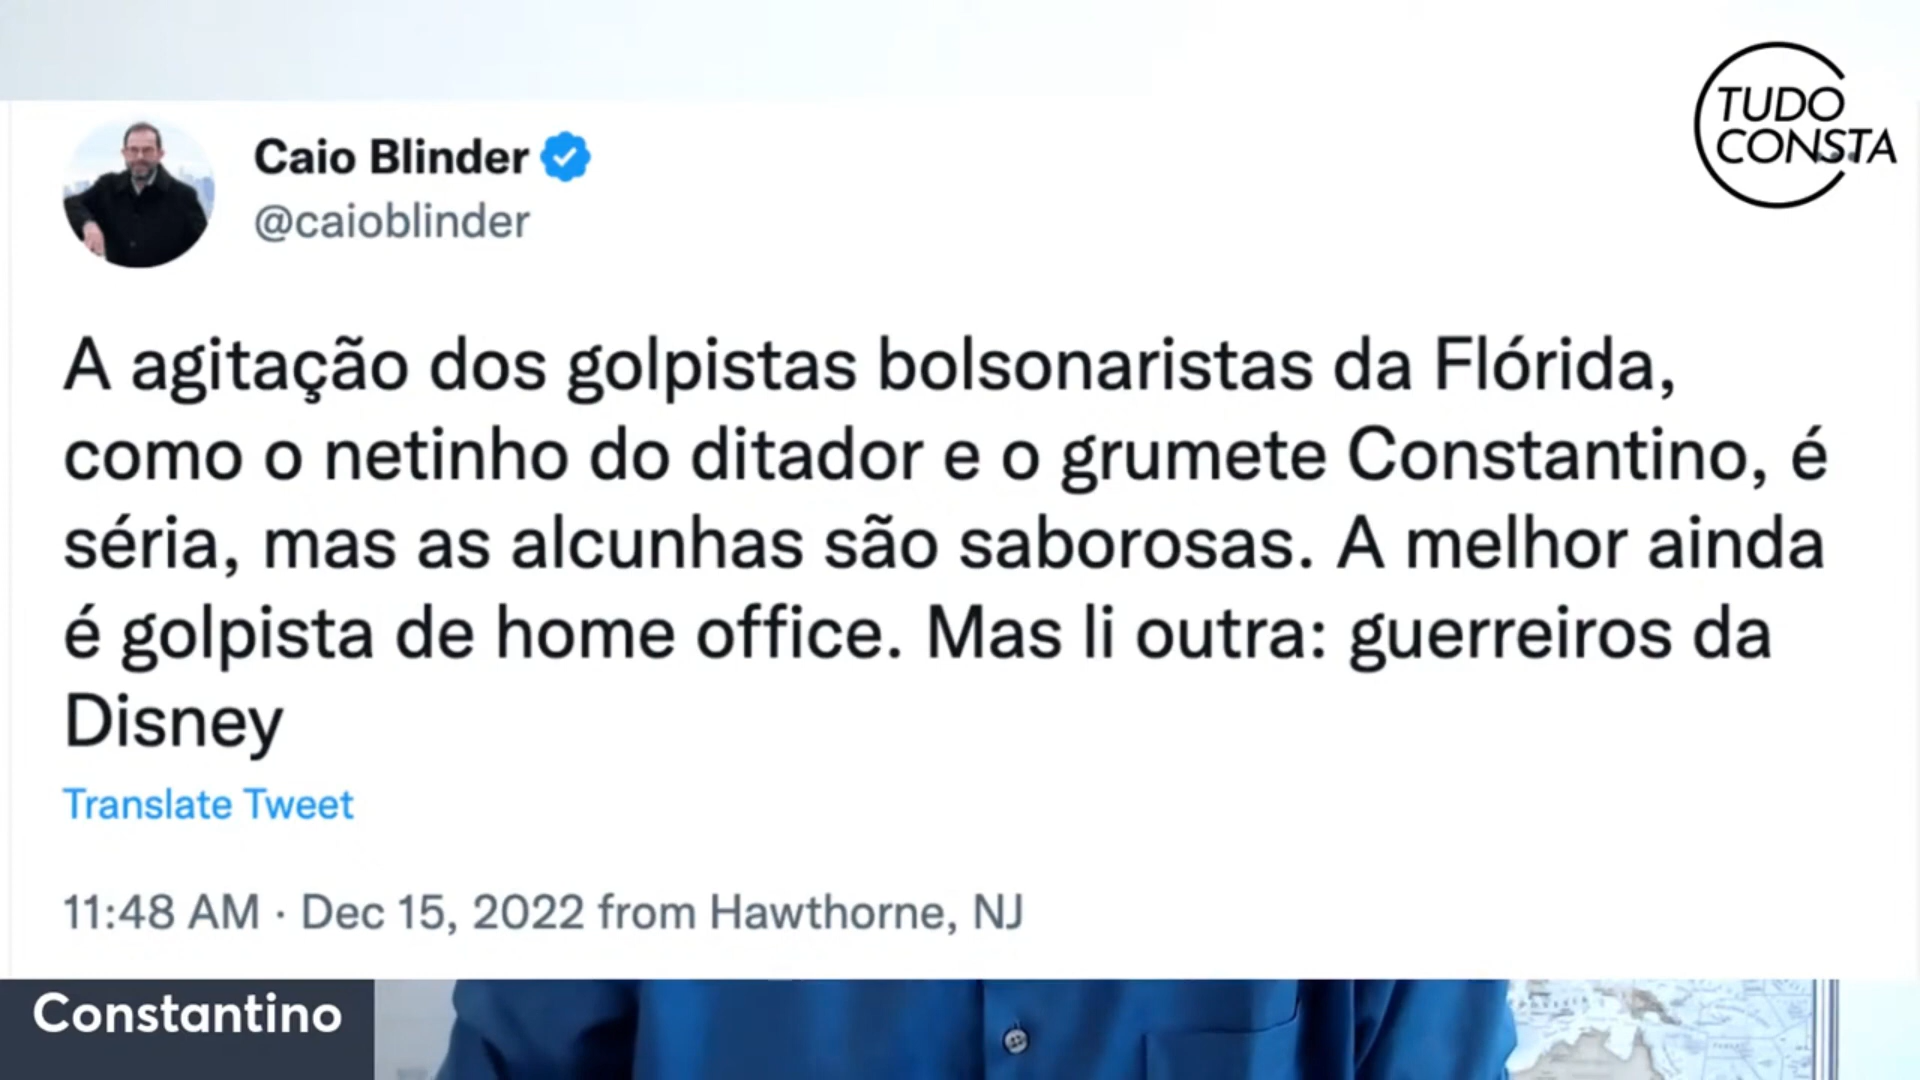 TUDO
CONSTA
Caio Blinder
@caioblinder
A agitação dos golpistas bolsonaristas da Flórida,
como o netinho do ditador e o grumete Constantino, é
séria, mas as alcunhas são saborosas. A melhor ainda
é golpista de home office. Mas li outra: guerreiros da
Disney
Translate Tweet
11:48 AM · Dec 15, 2022 from Hawthorne, NJ
Constantino